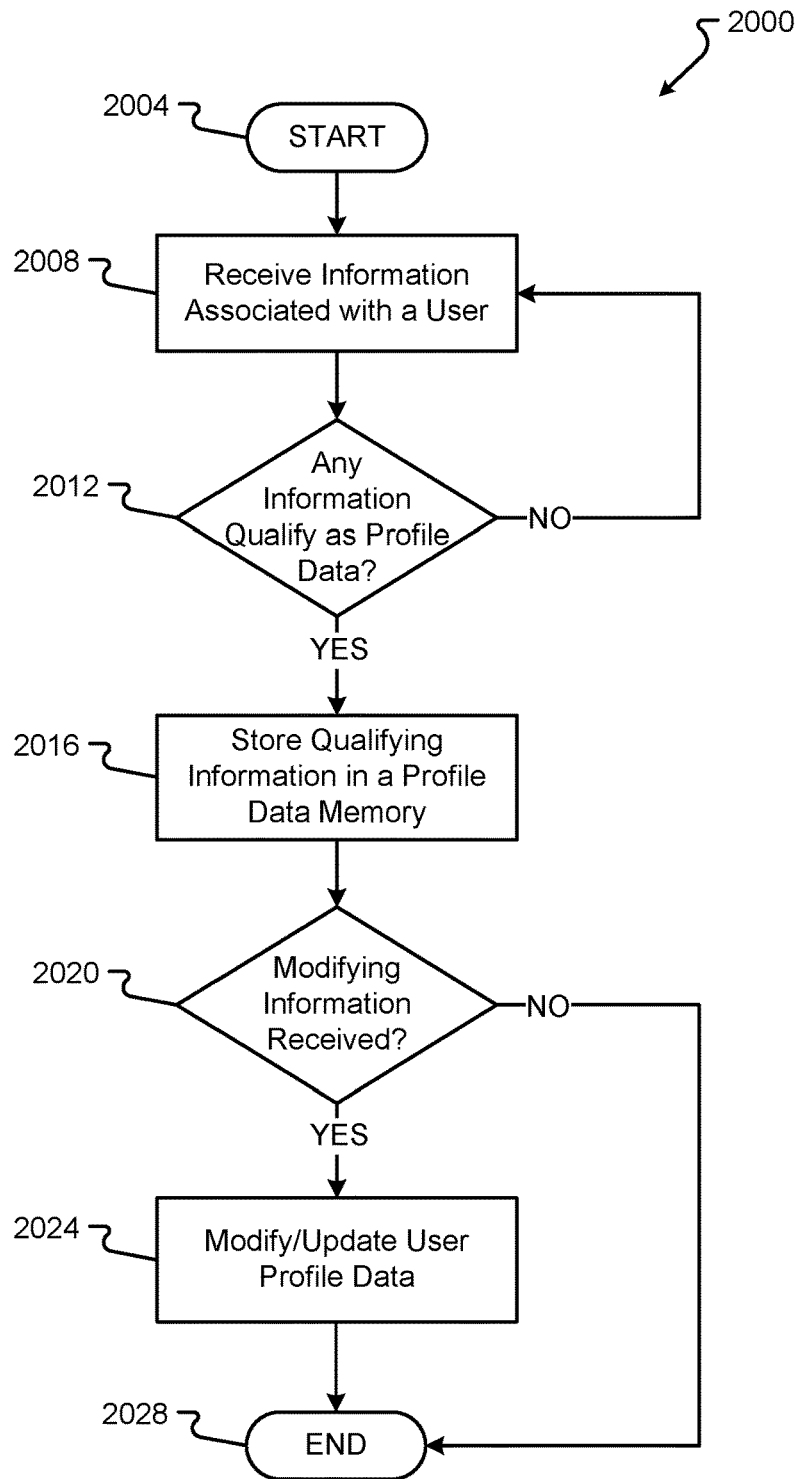 2000
2004
START
2008
Receive Information
Associated with a User
2012
Any
Information
Qualify as Profile
Data?
NO
YES
2016
Store Qualifying
Information in a Profile
Data Memory
2020
Modifying
Information
Received?
NO
YES
2024
Modify/Update User
Profile Data
2028
END